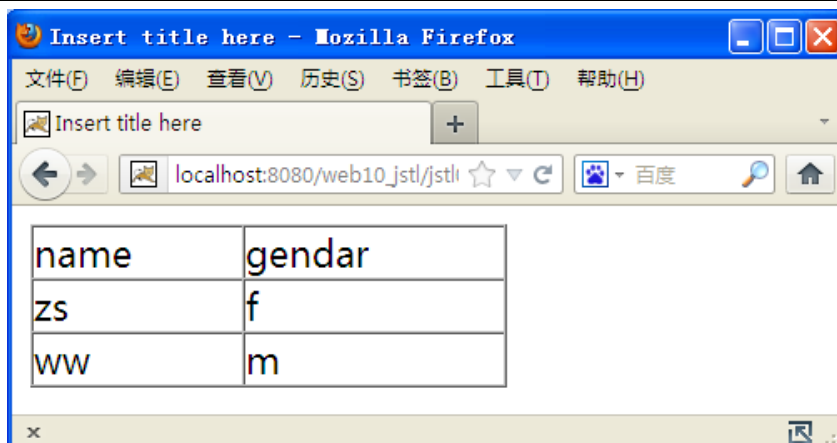 Insert title here - Mozilla Firefox
文件(F) 编辑(E) 查看(V) 历史(S) 书签(B) 工具(T) 帮助(H)
Insert title here
localhost:8080/web10_jstl/jstl 百度
name gendar
zs f
ww m